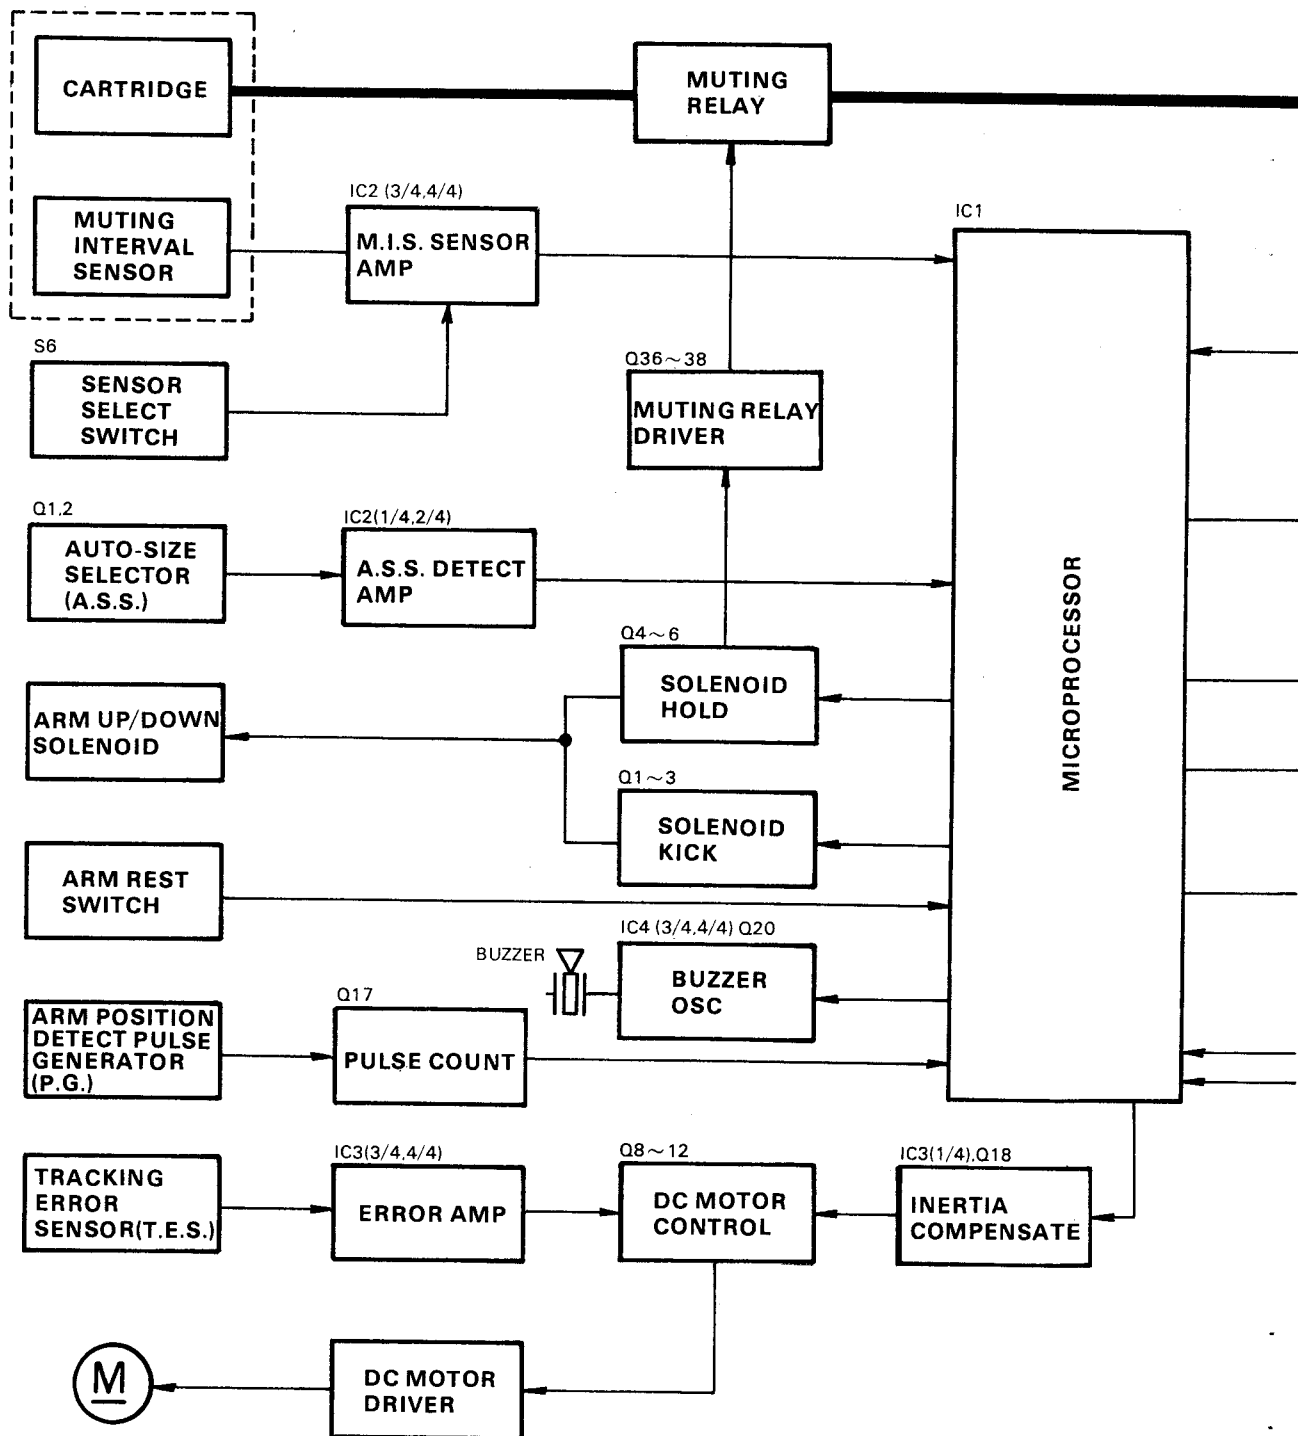 CARTRIDGE
MUTING
RELAY
MUTING
INTERVAL
SENSOR
IC2 (3/4,4/4)
M.I.S. SENSOR
AMP
IC1
MICROPROCESSOR
S6
SENSOR
SELECT
SWITCH
Q36~38
MUTING RELAY
DRIVER
Q1,2
AUTO-SIZE
SELECTOR
(A.S.S.)
IC2(1/4,2/4)
A.S.S. DETECT
AMP
Q4~6
SOLENOID
HOLD
ARM UP/DOWN
SOLENOID
Q1~3
SOLENOID
KICK
ARM REST
SWITCH
BUZZER
IC4 (3/4,4/4) Q20
BUZZER
OSC
ARM POSITION
DETECT PULSE
GENERATOR
(P.G.)
Q17
PULSE COUNT
TRACKING
ERROR
SENSOR(T.E.S.)
IC3(3/4,4/4)
ERROR AMP
Q8~12
DC MOTOR
CONTROL
IC3(1/4),Q18
INERTIA
COMPENSATE
M
DC MOTOR
DRIVER